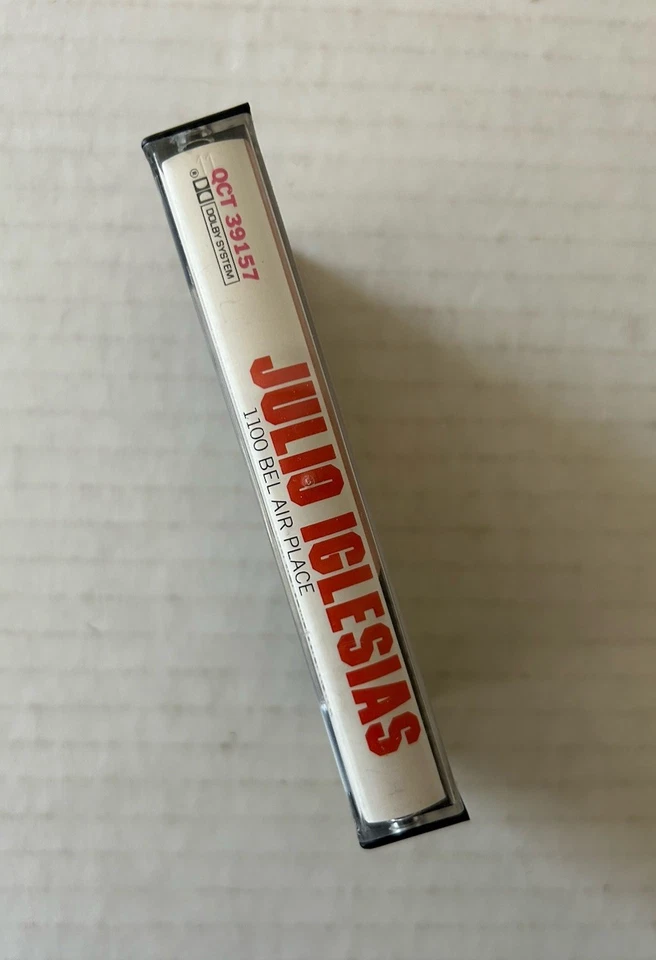 QCT 39157
® DOLBY SYSTEM
JULIO IGLESIAS
1100 BEL AIR PLACE